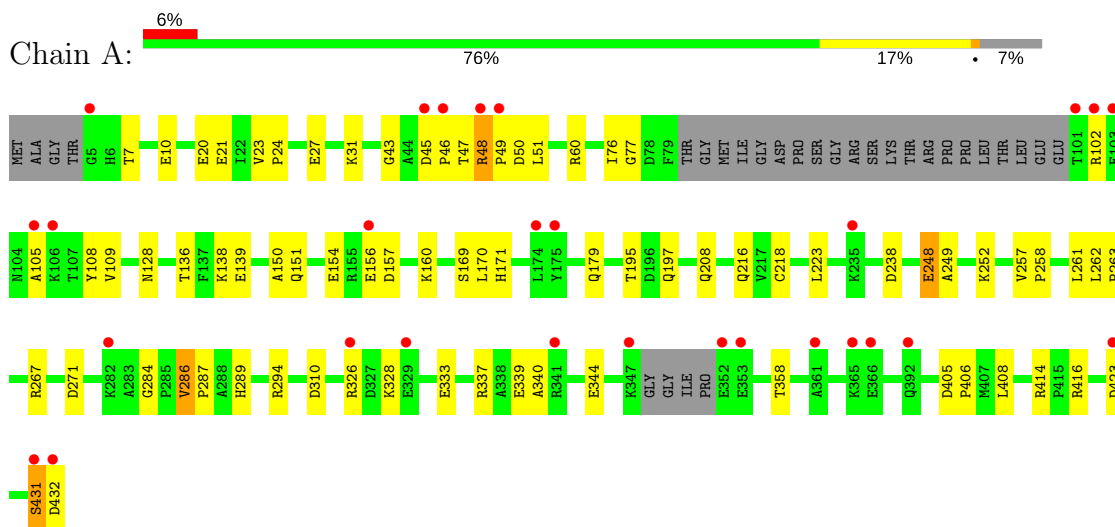 6%
Chain A:
76% 17% • 7%
MET ALA GLY THR G5 H6 T7 E10 E20 E21 I22 V23 P24 E27 K31 G43 A44 D45 P46 T47 R48 P49 D50 L51 R60 I76 G77 D78 F79 THR GLY MET ILE GLY ASP PRO SER GLY ARG SER LYS THR ARG PRO PRO LEU THR LEU GLU GLU T101 R102 E103
N104 A105 K106 T107 Y108 V109 N128 T136 F137 K138 E139 A150 Q151 E154 R155 E156 D157 K160 S169 L170 H171 L174 Y175 Q179 T195 D196 Q197 Q208 Q216 V217 C218 L223 K235 D238 E248 A249 K252 V257 P258 L261 L262
R267 D271 K282 A283 G284 P285 V286 P287 A288 H289 R294 D310 R326 D327 K328 E329 E333 R337 A338 E339 A340 R341 E344 K347 GLY GLY ILE PRO E352 E353 T358 A361 K365 E366 Q392 D405 P406 M407 L408 R414 P415 R416
S431 D432